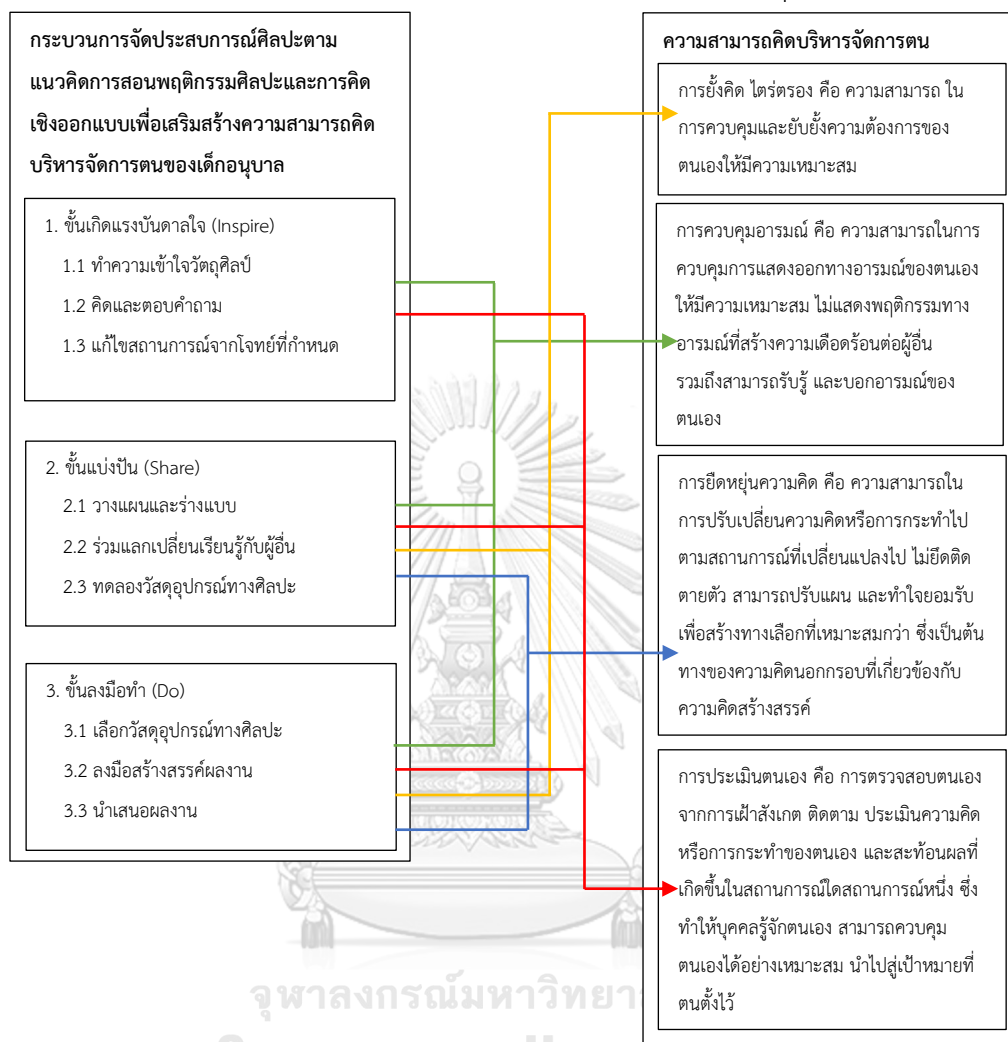 กระบวนการจัดประสบการณ์ศิลปะตาม
แนวคิดการสอนพฤติกรรมศิลปะและการคิด
เชิงออกแบบเพื่อเสริมสร้างความสามารถคิด
บริหารจัดการตนของเด็กอนุบาล
1. ขั้นเกิดแรงบันดาลใจ (Inspire)
1.1 ทำความเข้าใจวัตถุศิลป์
1.2 คิดและตอบคำถาม
1.3 แก้ไขสถานการณ์จากโจทย์ที่กำหนด
2. ขั้นแบ่งปัน (Share)
2.1 วางแผนและร่างแบบ
2.2 ร่วมแลกเปลี่ยนเรียนรู้กับผู้อื่น
2.3 ทดลองวัสดุอุปกรณ์ทางศิลปะ
3. ขั้นลงมือทำ (Do)
3.1 เลือกวัสดุอุปกรณ์ทางศิลปะ
3.2 ลงมือสร้างสรรค์ผลงาน
3.3 นำเสนอผลงาน
ความสามารถคิดบริหารจัดการตน
การยั้งคิด ไตร่ตรอง คือ ความสามารถ ใน
การควบคุมและยับยั้งความต้องการของ
ตนเองให้มีความเหมาะสม
การควบคุมอารมณ์ คือ ความสามารถในการ
ควบคุมการแสดงออกทางอารมณ์ของตนเอง
ให้มีความเหมาะสม ไม่แสดงพฤติกรรมทาง
อารมณ์ที่สร้างความเดือดร้อนต่อผู้อื่น
รวมถึงสามารถรับรู้ และบอกอารมณ์ของ
ตนเอง
การยืดหยุ่นความคิด คือ ความสามารถใน
การปรับเปลี่ยนความคิดหรือการกระทำไป
ตามสถานการณ์ที่เปลี่ยนแปลงไป ไม่ยึดติด
ตายตัว สามารถปรับแผน และทำใจยอมรับ
เพื่อสร้างทางเลือกที่เหมาะสมกว่า ซึ่งเป็นต้น
ทางของความคิดนอกกรอบที่เกี่ยวข้องกับ
ความคิดสร้างสรรค์
การประเมินตนเอง คือ การตรวจสอบตนเอง
จากการเฝ้าสังเกต ติดตาม ประเมินความคิด
หรือการกระทำของตนเอง และสะท้อนผลที่
เกิดขึ้นในสถานการณ์ใดสถานการณ์หนึ่ง ซึ่ง
ทำให้บุคคลรู้จักตนเอง สามารถควบคุม
ตนเองได้อย่างเหมาะสม นำไปสู่เป้าหมายที่
ตนตั้งไว้
จุฬาลงกรณ์มหาวิทยา